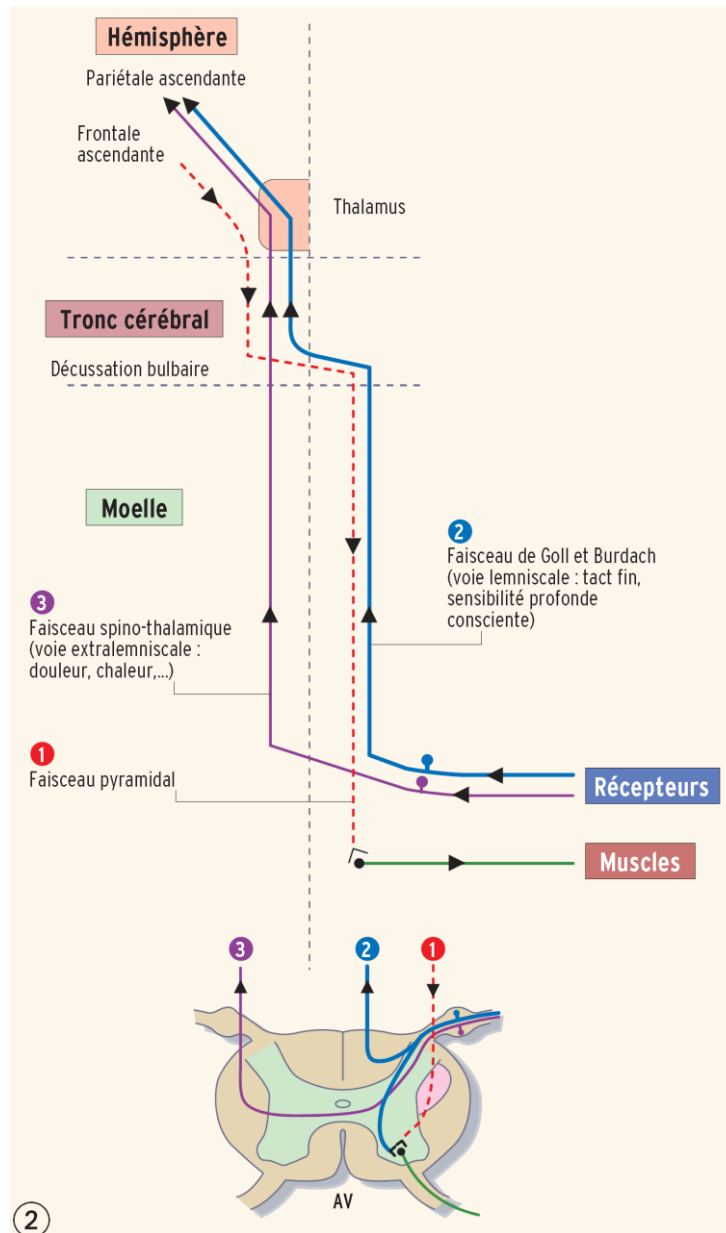 Hémisphère
Pariétale ascendante
Frontale
ascendante
Thalamus
Tronc cérébral
Décussation bulbaire
Moelle
2
Faisceau de Goll et Burdach
(voie lemniscale : tact fin,
sensibilité profonde
consciente)
3
Faisceau spino-thalamique
(voie extralemniscale :
douleur, chaleur,...)
1
Faisceau pyramidal
Récepteurs
Muscles
3
2
1
AV
2